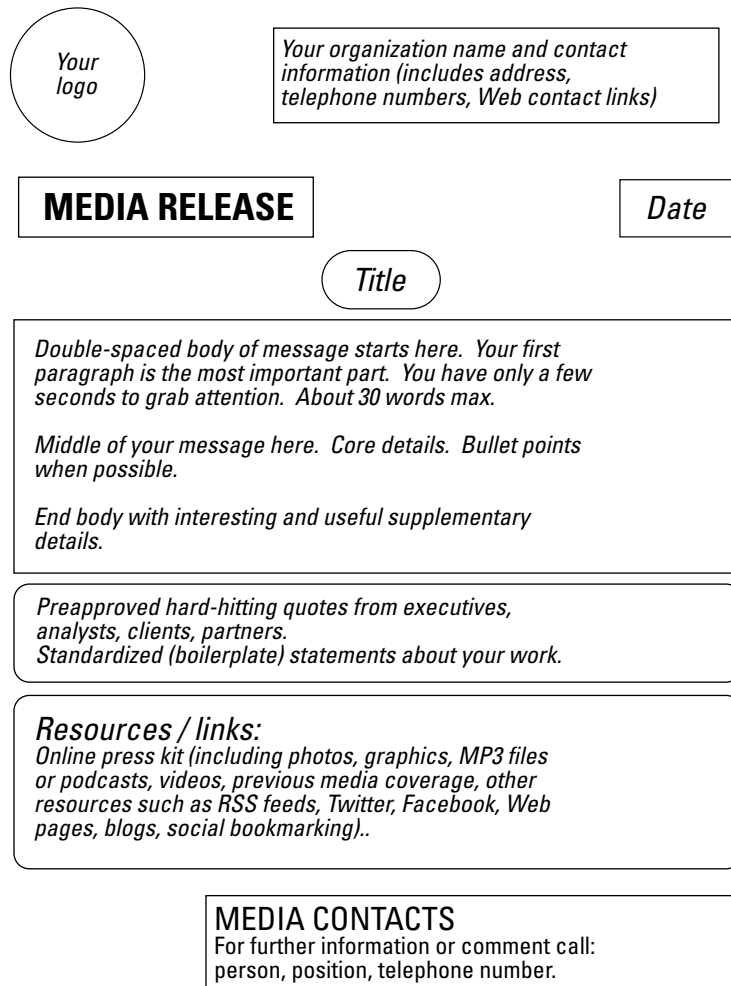 Your
logo
Your organization name and contact
information (includes address,
telephone numbers, Web contact links)
MEDIA RELEASE
Date
Title
Double-spaced body of message starts here.  Your first
paragraph is the most important part.  You have only a few
seconds to grab attention.  About 30 words max.
Middle of your message here.  Core details.  Bullet points
when possible.
End body with interesting and useful supplementary
details.
Preapproved hard-hitting quotes from executives,
analysts, clients, partners.
Standardized (boilerplate) statements about your work.
Resources / links:
Online press kit (including photos, graphics, MP3 files
or podcasts, videos, previous media coverage, other
resources such as RSS feeds, Twitter, Facebook, Web
pages, blogs, social bookmarking)..
MEDIA CONTACTS
For further information or comment call:
person, position, telephone number.